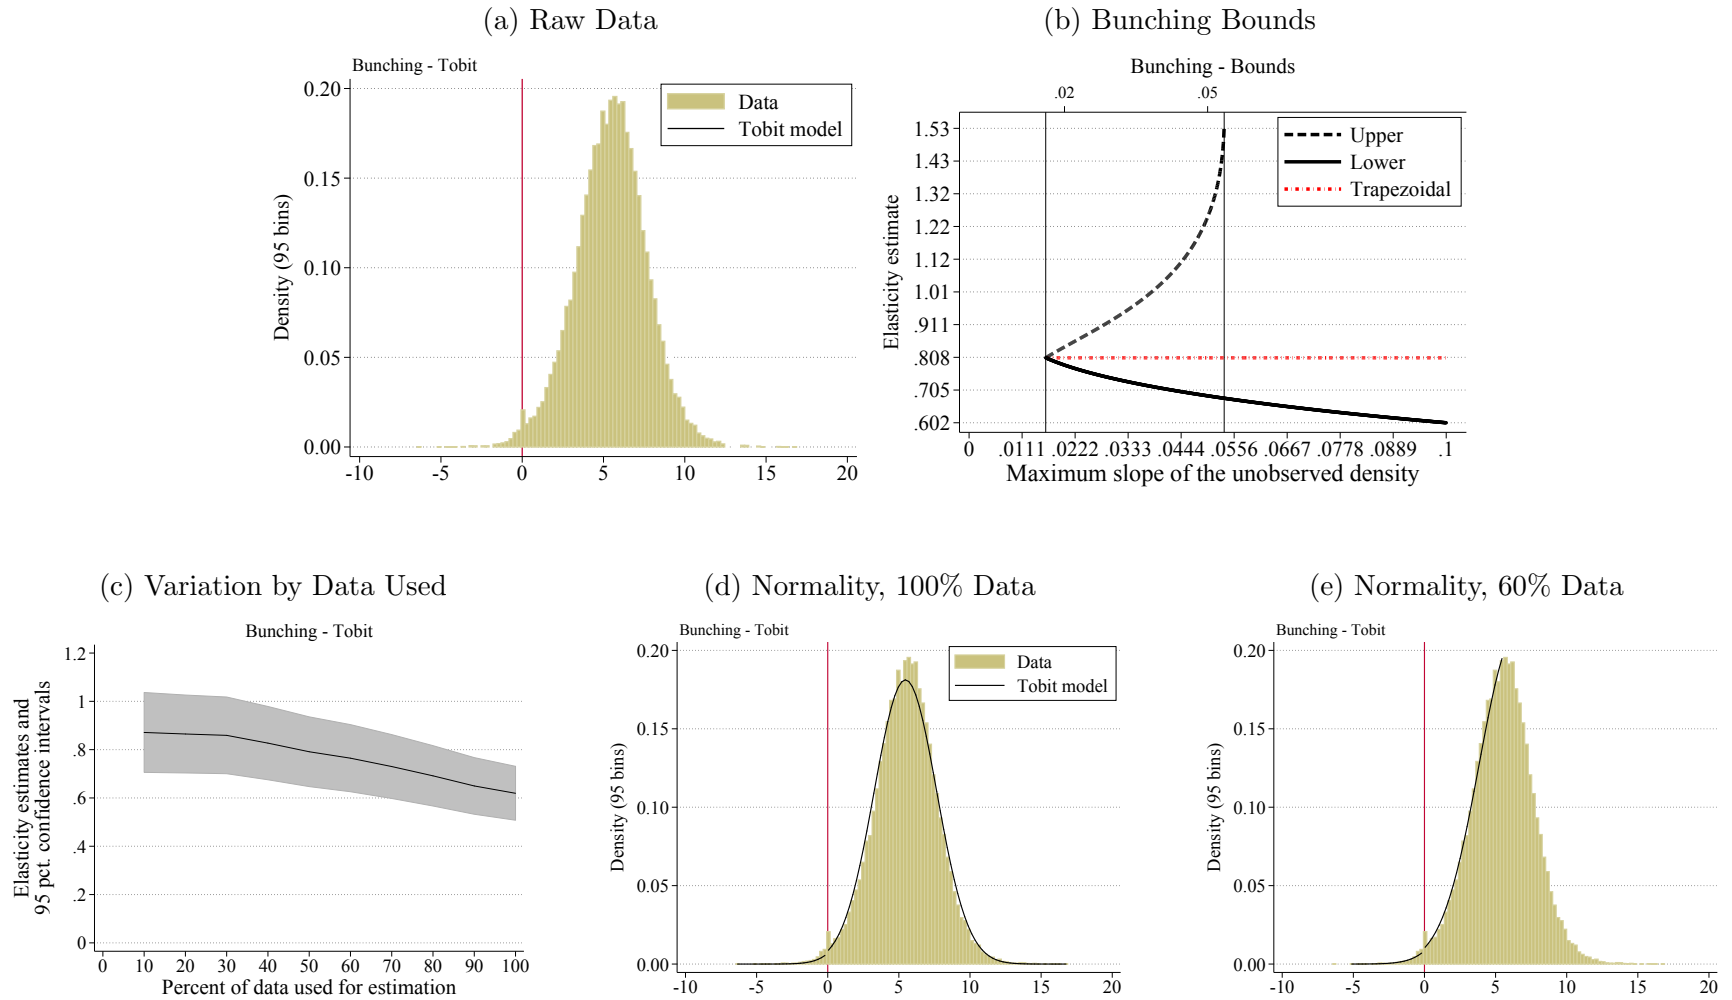 (a) Raw Data
Bunching - Tobit
Density (95 bins)
0.20
0.15
0.10
0.05
0.00
-10 -5 0 5 10 15 20
Data
Tobit model
(b) Bunching Bounds
Bunching - Bounds
.02 .05
Elasticity estimate
1.53
1.43
1.32
1.22
1.12
1.01
.911
.808
.705
.602
0 .0111 .0222 .0333 .0444 .0556 .0667 .0778 .0889 .1
Maximum slope of the unobserved density
Upper
Lower
Trapezoidal
(c) Variation by Data Used
Bunching - Tobit
Elasticity estimates and
95 pct. confidence intervals
1.2
1
.8
.6
.4
.2
0
0 10 20 30 40 50 60 70 80 90 100
Percent of data used for estimation
(d) Normality, 100% Data
Bunching - Tobit
Density (95 bins)
0.20
0.15
0.10
0.05
0.00
-10 -5 0 5 10 15 20
Data
Tobit model
(e) Normality, 60% Data
Bunching - Tobit
Density (95 bins)
0.20
0.15
0.10
0.05
0.00
-10 -5 0 5 10 15 20